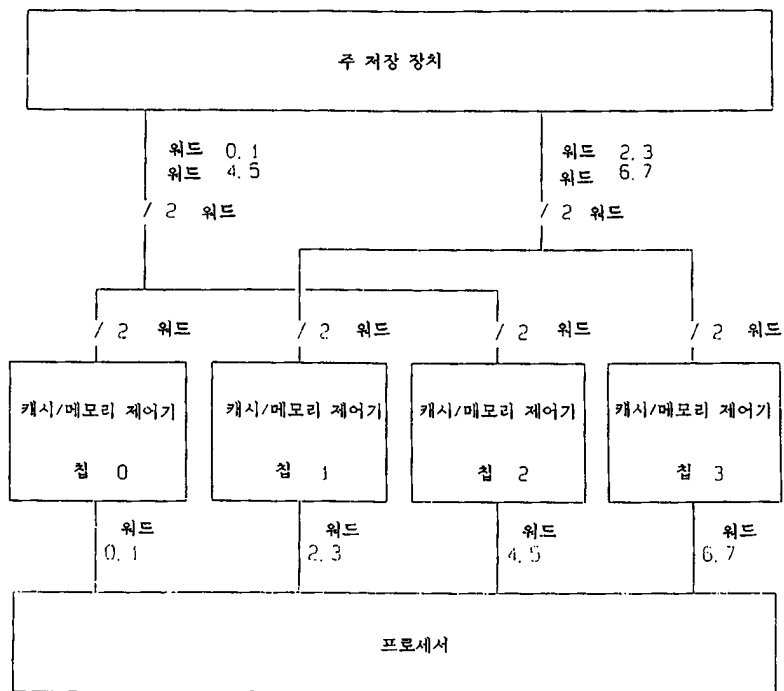 주 저장 장치
워드 0, 1
워드 4, 5
/ 2 워드
워드 2, 3
워드 6, 7
/ 2 워드
/ 2 워드
/ 2 워드
/ 2 워드
/ 2 워드
캐시/메모리 제어기
칩 0
캐시/메모리 제어기
칩 1
캐시/메모리 제어기
칩 2
캐시/메모리 제어기
칩 3
워드
0, 1
워드
2, 3
워드
4, 5
워드
6, 7
프로세서